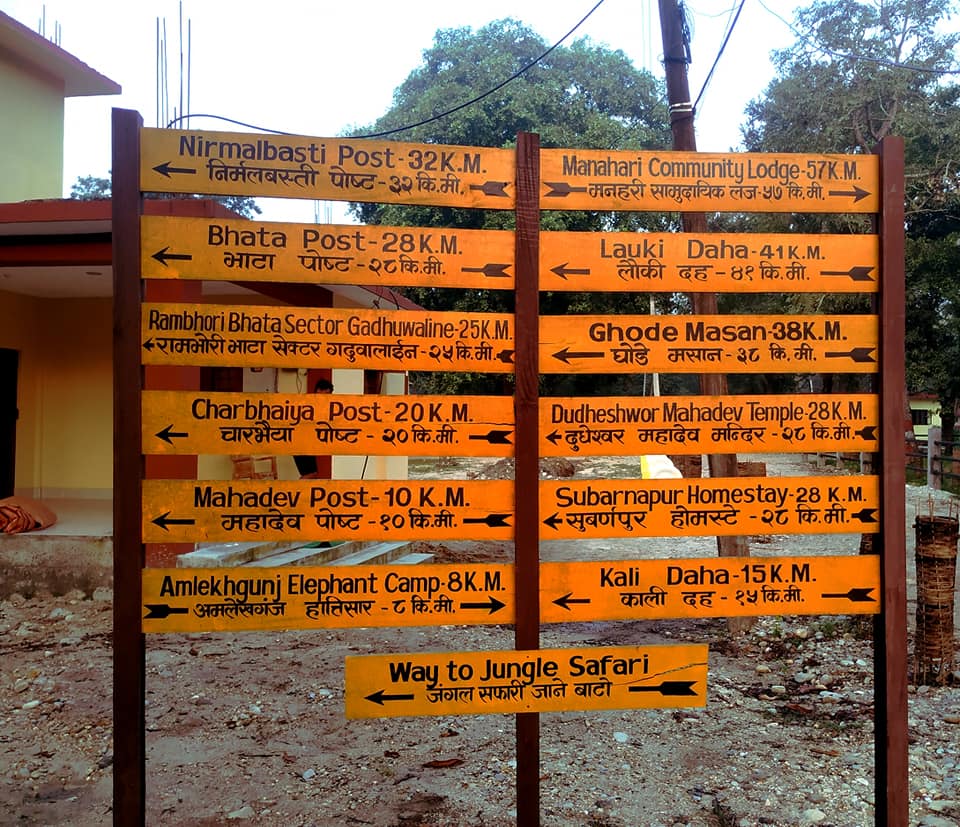 Nirmalbasti Post-32K.M.
निर्मलबस्ती पोष्ट-३२ कि.मी.
Bhata Post-28K.M.
भाटा पोष्ट-२८ कि.मी.
Rambhori Bhata Sector Gadhuwaline-25K.M.
रामभोरी भाटा सेक्टर गढुवालाईन-२५ कि.मी.
Charbhaiya Post-20K.M.
चारभैया पोष्ट-२० कि.मी.
Mahadev Post-10 K.M.
महादेव पोष्ट-१० कि.मी.
Amlekhgunj Elephant Camp-8K.M.
अमलेखगंज हात्तिसार-८ कि.मी.
Manahari Community Lodge-57K.M.
मनहरी सामुदायिक लज-५७ कि.मी.
Lauki Daha-41K.M.
लौकी दह-४१ कि.मी.
Ghode Masan-38K.M.
घोडे मसान-३८ कि. मी.
Dudheshwor Mahadev Temple-28K.M.
दुधेश्वर महादेव मन्दिर-२८ कि.मी.
Subarnapur Homestay-28 K.M.
सुबर्णपुर होमस्टे-२८ कि.मी.
Kali Daha-15K.M.
काली दह-१५ कि.मी.
Way to Jungle Safari
जंगल सफारी जाने बाटो